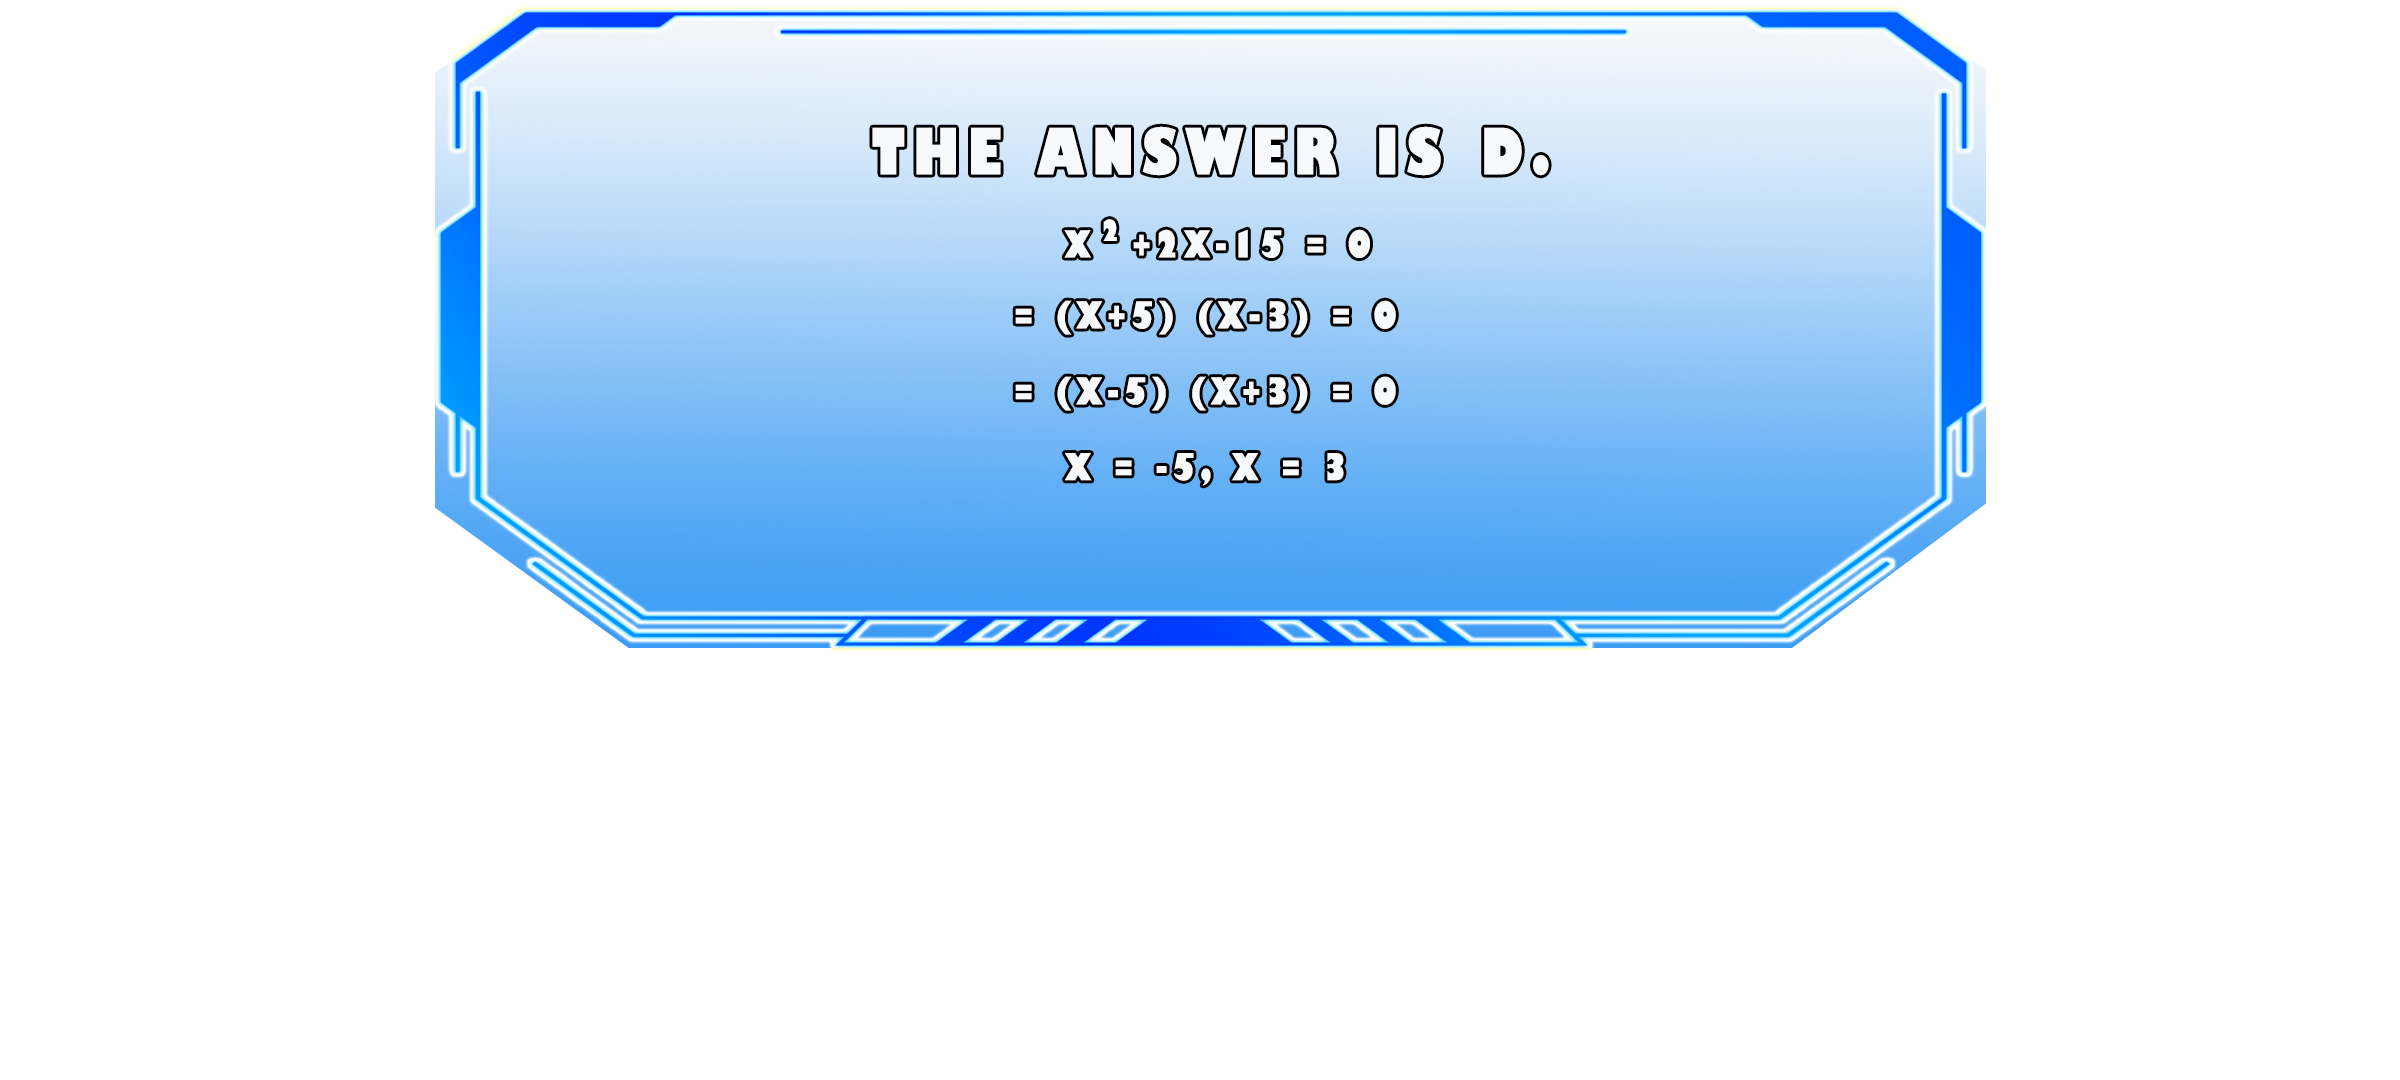 THE ANSWER IS D.
X²+2X-15 = 0
= (X+5) (X-3) = 0
= (X-5) (X+3) = 0
X = -5, X = 3